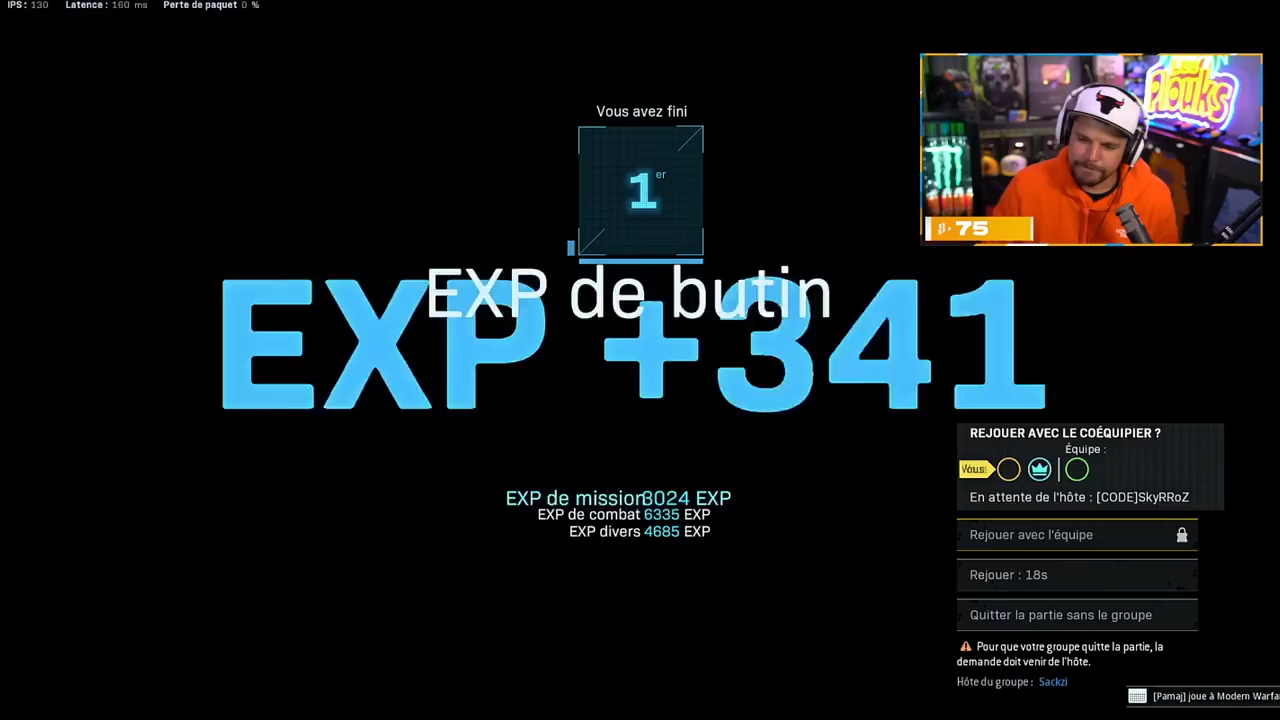 IPS : 130 Latence : 160 ms Perte de paquet 0 %
Vous avez fini
1er
EXP de butin
EXP +341
EXP de mission 3024 EXP
EXP de combat 6335 EXP
EXP divers 4685 EXP
Plouks
75
REJOUER AVEC LE COÉQUIPIER ?
Équipe :
Vous:
En attente de l'hôte : [CODE]SkyRRoZ
Rejouer avec l'équipe
Rejouer : 18s
Quitter la partie sans le groupe
Pour que votre groupe quitte la partie, la
demande doit venir de l'hôte.
Hôte du groupe : Sackzi
[Pamaj] joue à Modern Warfa